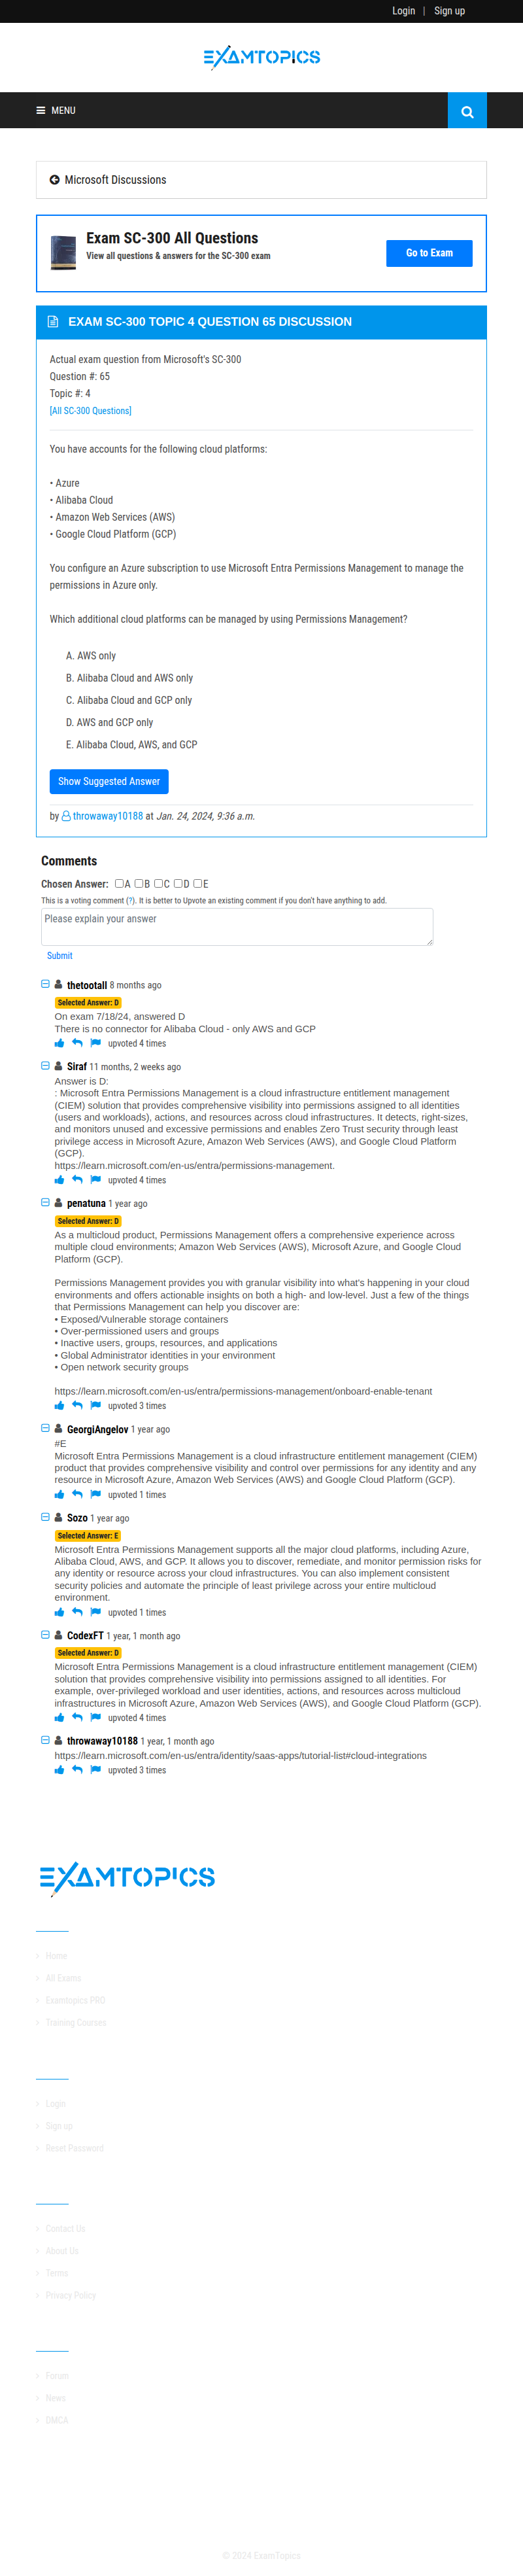 Login | Sign up
EXAMTOPICS
MENU
Microsoft Discussions
Exam SC-300 All Questions
View all questions & answers for the SC-300 exam
Go to Exam
EXAM SC-300 TOPIC 4 QUESTION 65 DISCUSSION
Actual exam question from Microsoft's SC-300
Question #: 65
Topic #: 4
[All SC-300 Questions]
You have accounts for the following cloud platforms:
• Azure
• Alibaba Cloud
• Amazon Web Services (AWS)
• Google Cloud Platform (GCP)
You configure an Azure subscription to use Microsoft Entra Permissions Management to manage the
permissions in Azure only.
Which additional cloud platforms can be managed by using Permissions Management?
A. AWS only
B. Alibaba Cloud and AWS only
C. Alibaba Cloud and GCP only
D. AWS and GCP only
E. Alibaba Cloud, AWS, and GCP
Show Suggested Answer
by throwaway10188 at Jan. 24, 2024, 9:36 a.m.
Comments
Chosen Answer: A B C D E
This is a voting comment (?). It is better to Upvote an existing comment if you don't have anything to add.
Please explain your answer
Submit
thetootall 8 months ago
Selected Answer: D
On exam 7/18/24, answered D
There is no connector for Alibaba Cloud - only AWS and GCP
upvoted 4 times
Siraf 11 months, 2 weeks ago
Answer is D:
: Microsoft Entra Permissions Management is a cloud infrastructure entitlement management
(CIEM) solution that provides comprehensive visibility into permissions assigned to all identities
(users and workloads), actions, and resources across cloud infrastructures. It detects, right-sizes,
and monitors unused and excessive permissions and enables Zero Trust security through least
privilege access in Microsoft Azure, Amazon Web Services (AWS), and Google Cloud Platform
(GCP).
https://learn.microsoft.com/en-us/entra/permissions-management.
upvoted 4 times
penatuna 1 year ago
Selected Answer: D
As a multicloud product, Permissions Management offers a comprehensive experience across
multiple cloud environments; Amazon Web Services (AWS), Microsoft Azure, and Google Cloud
Platform (GCP).
Permissions Management provides you with granular visibility into what's happening in your cloud
environments and offers actionable insights on both a high- and low-level. Just a few of the things
that Permissions Management can help you discover are:
• Exposed/Vulnerable storage containers
• Over-permissioned users and groups
• Inactive users, groups, resources, and applications
• Global Administrator identities in your environment
• Open network security groups
https://learn.microsoft.com/en-us/entra/permissions-management/onboard-enable-tenant
upvoted 3 times
GeorgiAngelov 1 year ago
#E
Microsoft Entra Permissions Management is a cloud infrastructure entitlement management (CIEM)
product that provides comprehensive visibility and control over permissions for any identity and any
resource in Microsoft Azure, Amazon Web Services (AWS) and Google Cloud Platform (GCP).
upvoted 1 times
Sozo 1 year ago
Selected Answer: E
Microsoft Entra Permissions Management supports all the major cloud platforms, including Azure,
Alibaba Cloud, AWS, and GCP. It allows you to discover, remediate, and monitor permission risks for
any identity or resource across your cloud infrastructures. You can also implement consistent
security policies and automate the principle of least privilege across your entire multicloud
environment.
upvoted 1 times
CodexFT 1 year, 1 month ago
Selected Answer: D
Microsoft Entra Permissions Management is a cloud infrastructure entitlement management (CIEM)
solution that provides comprehensive visibility into permissions assigned to all identities. For
example, over-privileged workload and user identities, actions, and resources across multicloud
infrastructures in Microsoft Azure, Amazon Web Services (AWS), and Google Cloud Platform (GCP).
upvoted 4 times
throwaway10188 1 year, 1 month ago
https://learn.microsoft.com/en-us/entra/identity/saas-apps/tutorial-list#cloud-integrations
upvoted 3 times
EXAMTOPICS
Home
All Exams
Examtopics PRO
Training Courses
Login
Sign up
Reset Password
Contact Us
About Us
Terms
Privacy Policy
Forum
News
DMCA
© 2024 ExamTopics